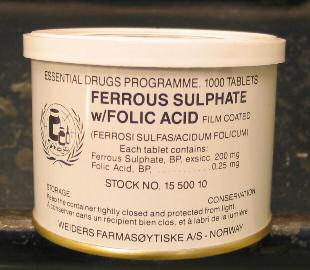 ESSENTIAL DRUGS PROGRAMME. 1000 TABLETS
FERROUS SULPHATE
w/FOLIC ACID FILM COATED
(FERROSI SULFAS/ACIDUM FOLICUM)
Each tablet contains:
Ferrous Sulphate, BP, exsicc. 200 mg
Folic Acid, BP, ............ 0.25 mg
STOCK NO. 15 500 10
STORAGE: CONSERVATION:
Keep the container tightly closed and protected from light.
A conserver dans un récipient bien clos, et à labri de la lumière
WEIDERS FARMASØYTISKE A/S - NORWAY